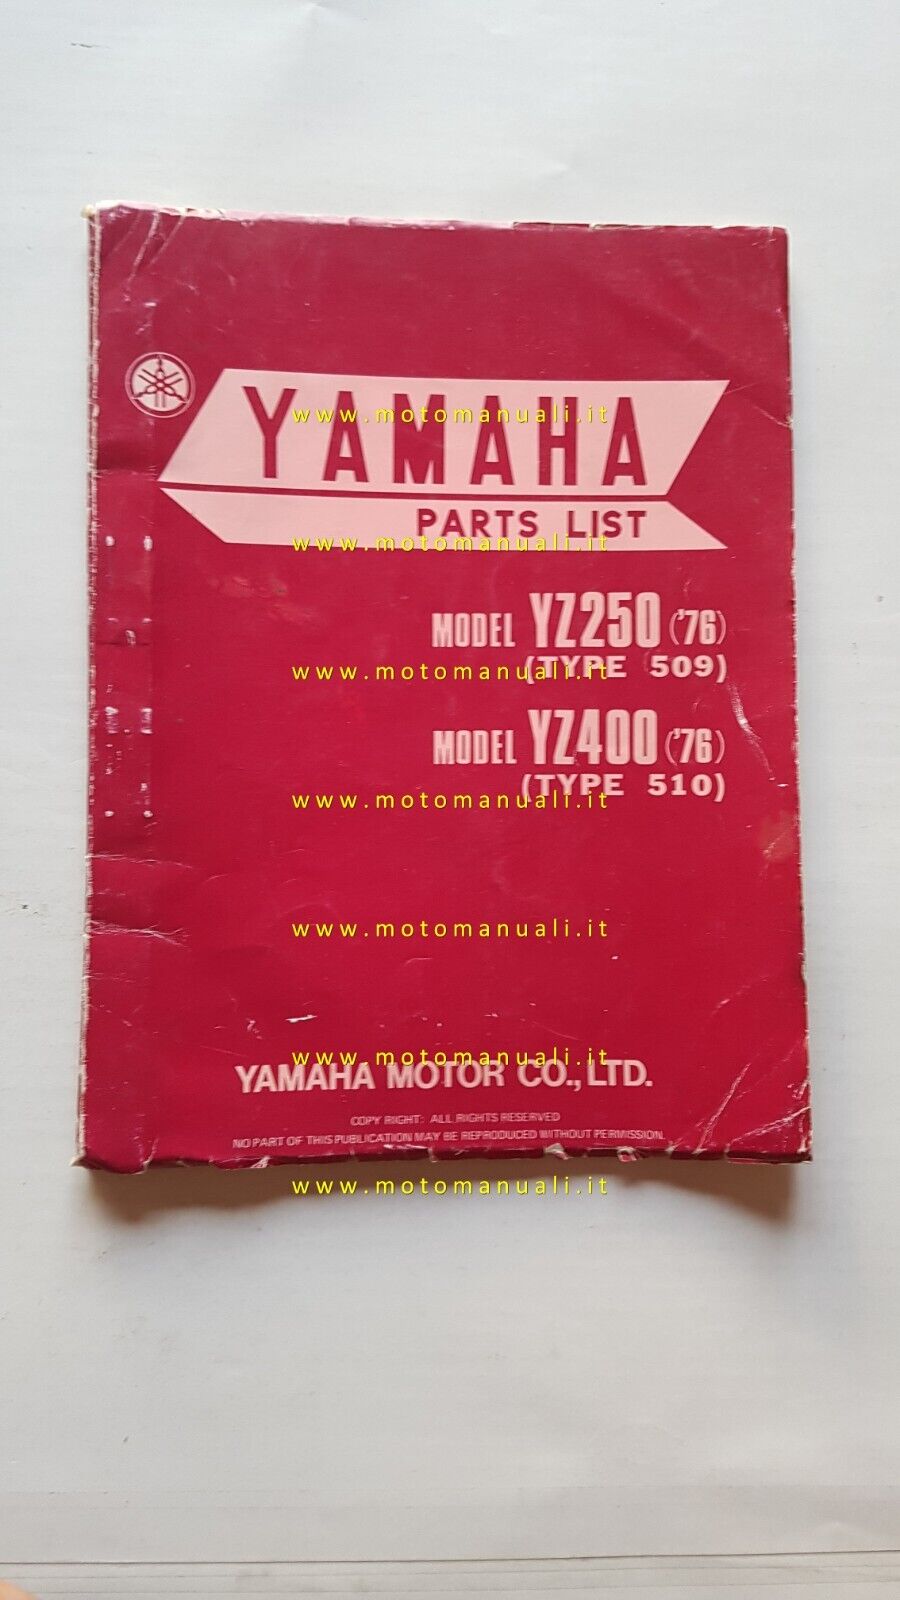 YAMAHA
www.motomanuali.it
PARTS LIST
www.motomanuali.it
MODEL YZ250 ('76)
(TYPE 509)
www.motomanuali.it
MODEL YZ400 ('76)
(TYPE 510)
www.motomanuali.it
www.motomanuali.it
www.motomanuali.it
YAMAHA MOTOR CO., LTD.
COPY RIGHT: ALL RIGHTS RESERVED
NO PART OF THIS PUBLICATION MAY BE REPRODUCED WITHOUT PERMISSION.
www.motomanuali.it